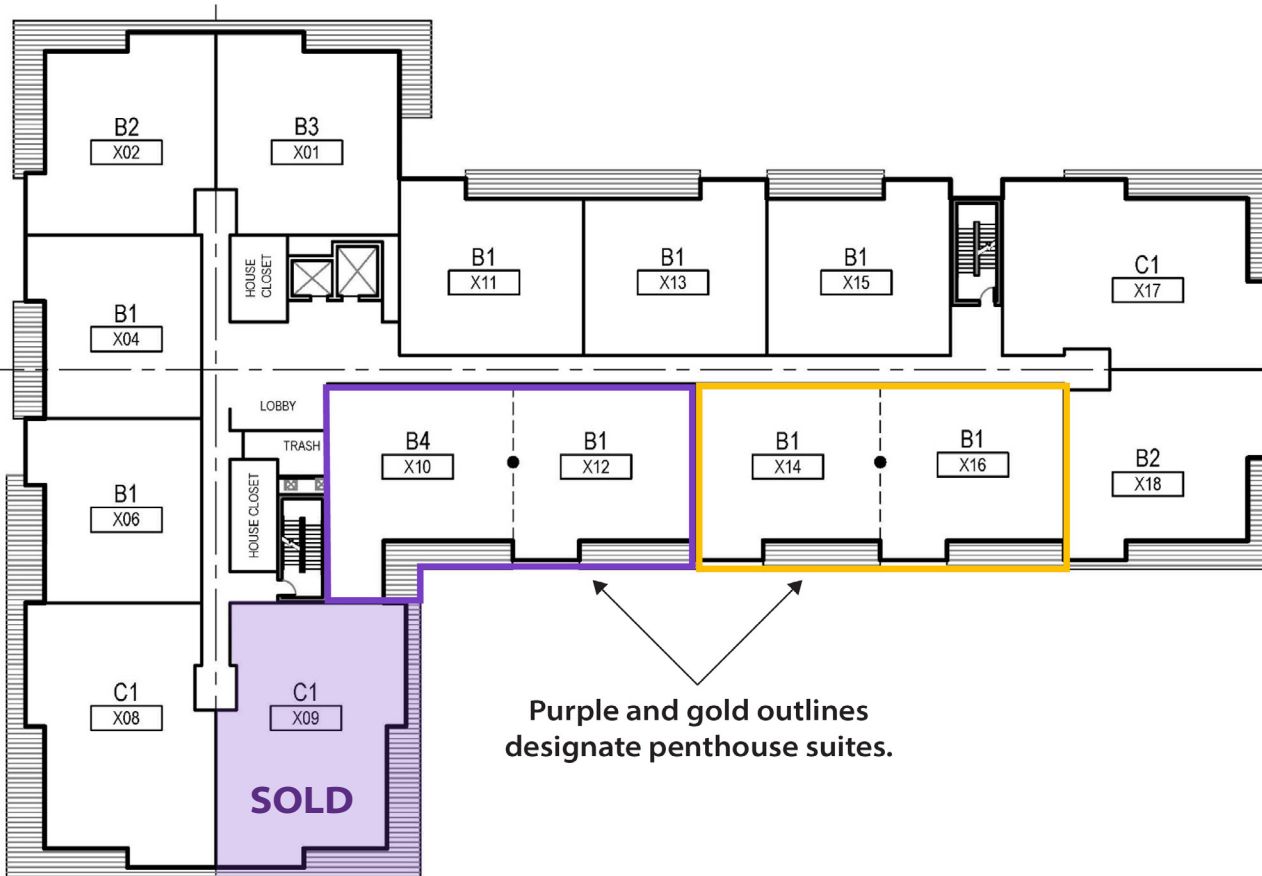 B2
X02
B3
X01
HOUSE
CLOSET
B1
X04
B1
X11
B1
X13
B1
X15
C1
X17
LOBBY
TRASH
HOUSE CLOSET
B1
X06
B4
X10
B1
X12
B1
X14
B1
X16
B2
X18
C1
X08
C1
X09
SOLD
Purple and gold outlines
designate penthouse suites.